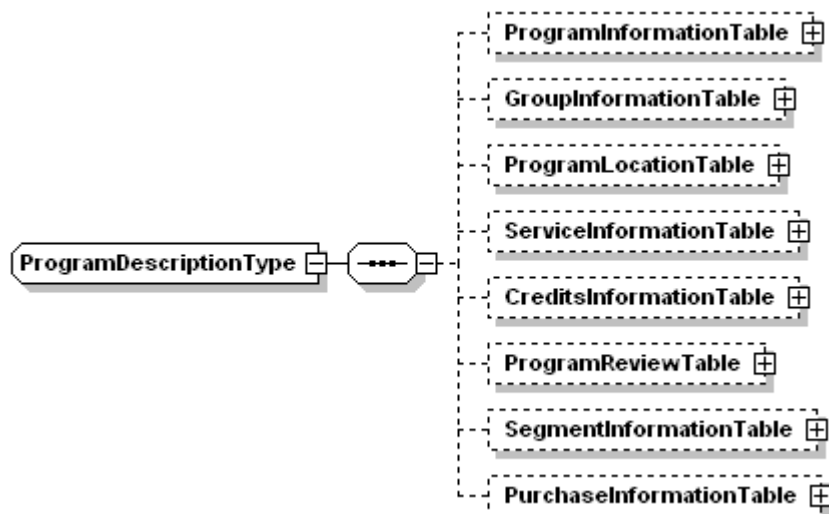 ProgramInformationTable
GroupInformationTable
ProgramLocationTable
ServiceInformationTable
ProgramDescriptionType
CreditsInformationTable
ProgramReviewTable
SegmentInformationTable
PurchaseInformationTable